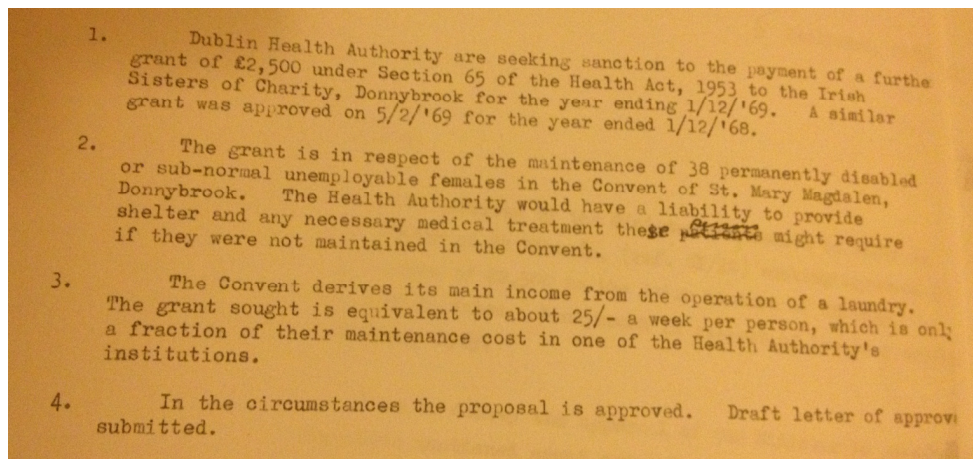 1. Dublin Health Authority are seeking sanction to the payment of a furthe
grant of £2,500 under Section 65 of the Health Act, 1953 to the Irish
Sisters of Charity, Donnybrook for the year ending 1/12/'69. A similar
grant was approved on 5/2/'69 for the year ended 1/12/'68.
2. The grant is in respect of the maintenance of 38 permanently disabled
or sub-normal unemployable females in the Convent of St. Mary Magdalen,
Donnybrook. The Health Authority would have a liability to provide
shelter and any necessary medical treatment these patients might require
if they were not maintained in the Convent.
3. The Convent derives its main income from the operation of a laundry.
The grant sought is equivalent to about 25/- a week per person, which is only
a fraction of their maintenance cost in one of the Health Authority's
institutions.
4. In the circumstances the proposal is approved. Draft letter of approv
submitted.